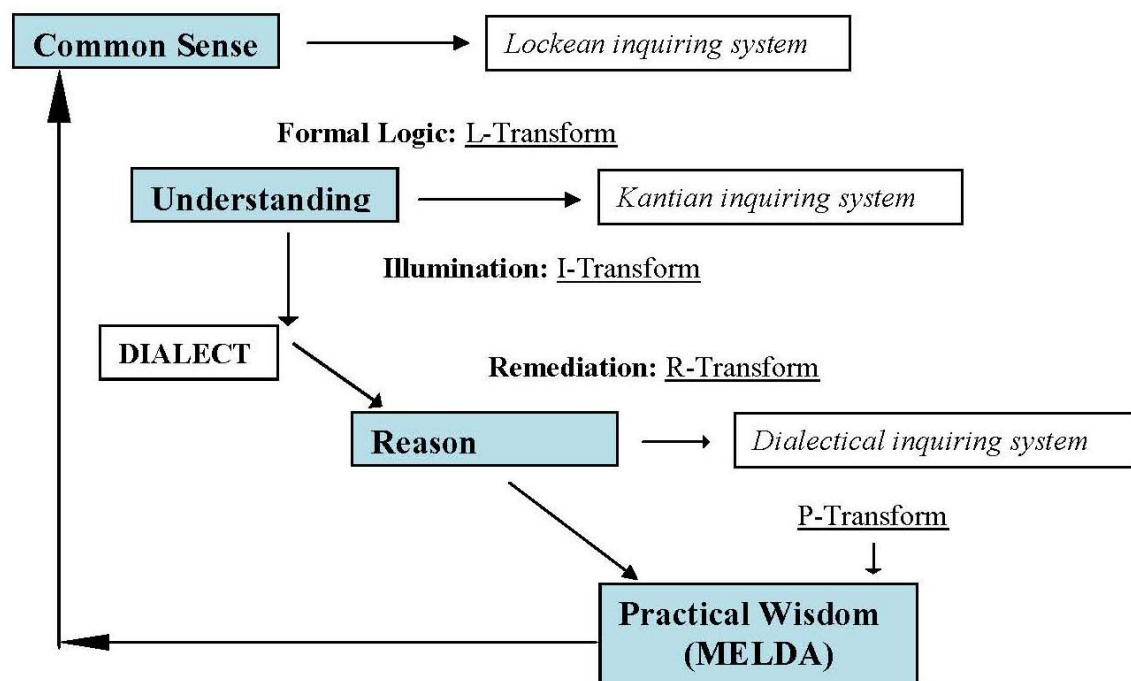 Common Sense
Lockean inquiring system
Formal Logic: L-Transform
Understanding
Kantian inquiring system
Illumination: I-Transform
DIALECT
Remediation: R-Transform
Reason
Dialectical inquiring system
P-Transform
Practical Wisdom
(MELDA)